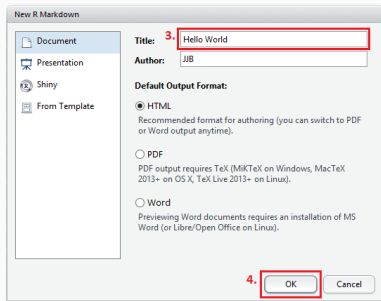 New R Markdown
Document
Presentation
Shiny
From Template
3.
Title: Hello World
Author: JJB
Default Output Format:
HTML
Recommended format for authoring (you can switch to PDF
or Word output anytime).
PDF
PDF output requires TeX (MiKTeX on Windows, MacTeX
2013+ on OS X, TeX Live 2013+ on Linux).
Word
Previewing Word documents requires an installation of MS
Word (or Libre/Open Office on Linux).
4.
OK Cancel